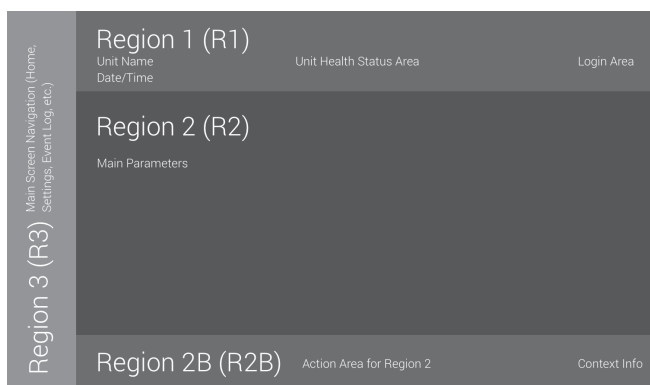 Region 1 (R1)
Unit Name
Unit Health Status Area
Login Area
Date/Time
Region 2 (R2)
Main Parameters
Region 3 (R3)
Main Screen Navigation (Home,
Settings, Event Log, etc.)
Region 2B (R2B)
Action Area for Region 2
Context Info